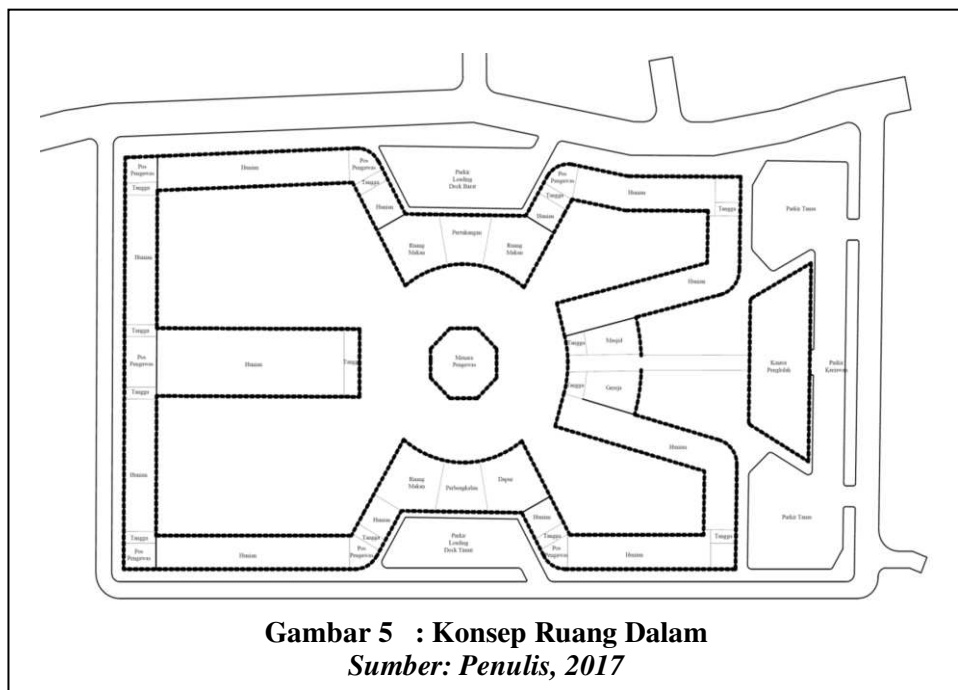 Pos
Pengawas
Hunian
Pos
Pengawas
Parkir
Loading
Dock Barat
Pos
Pengawas
Hunian
Tangga
Tangga
Tangga
Tangga
Hunian
Hunian
Parkir Tamu
Ruang
Makan
Pertukangan
Ruang
Makan
Hunian
Hunian
Tangga
Tangga
Masjid
Pos
Pengawas
Hunian
Tangga
Menara
Pengawas
Kantor
Pengelola
Parkir
Tangga
Gereja
Tangga
Hunian
Hunian
Ruang
Makan
Perbengkelan
Dapur
Hunian
Hunian
Parkir Tamu
Tangga
Pos
Pengawas
Hunian
Tangga
Pos
Pengawas
Parkir
Loading
Dock Timur
Tangga
Pos
Pengawas
Hunian
Tangga
Gambar 5 : Konsep Ruang Dalam
Sumber: Penulis, 2017